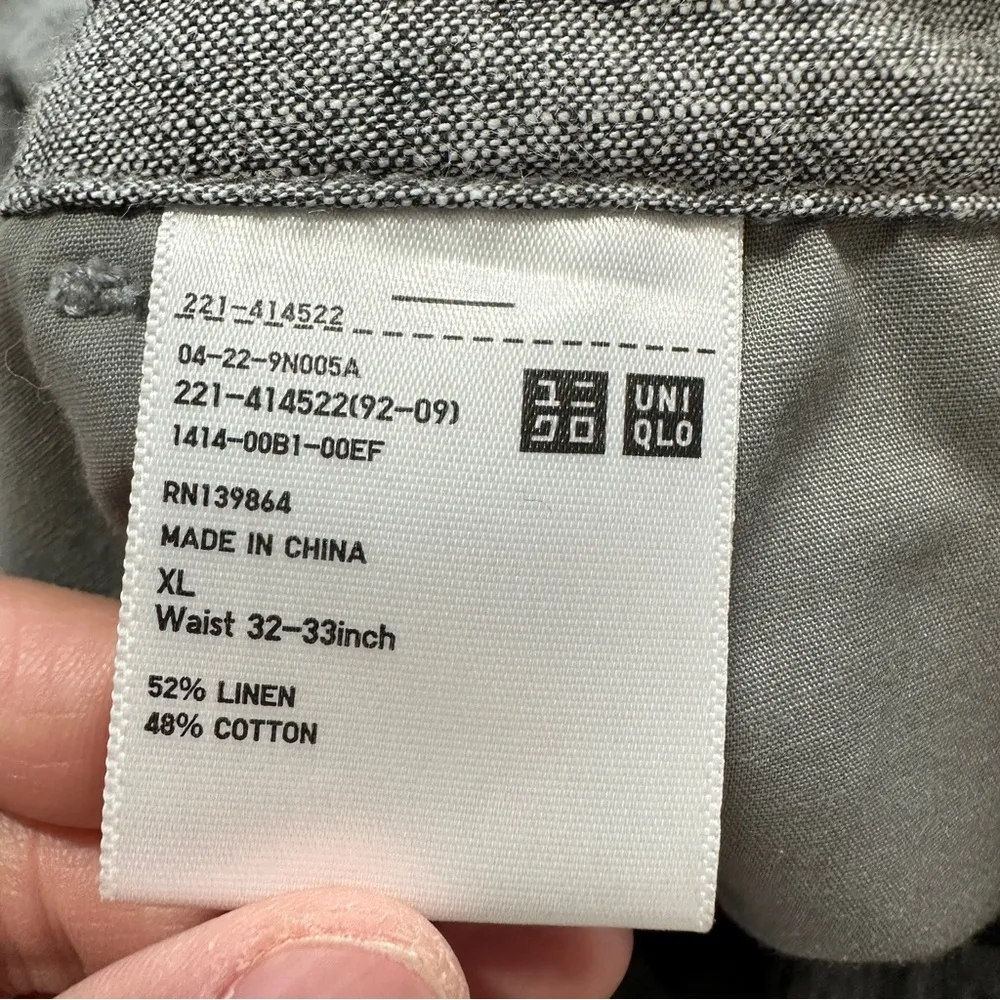 221-414522
04-22-9N005A
221-414522(92-09)
1414-00B1-00EF
ユニ
クロ
UNI
QLO
RN139864
MADE IN CHINA
XL
Waist 32-33inch
52% LINEN
48% COTTON